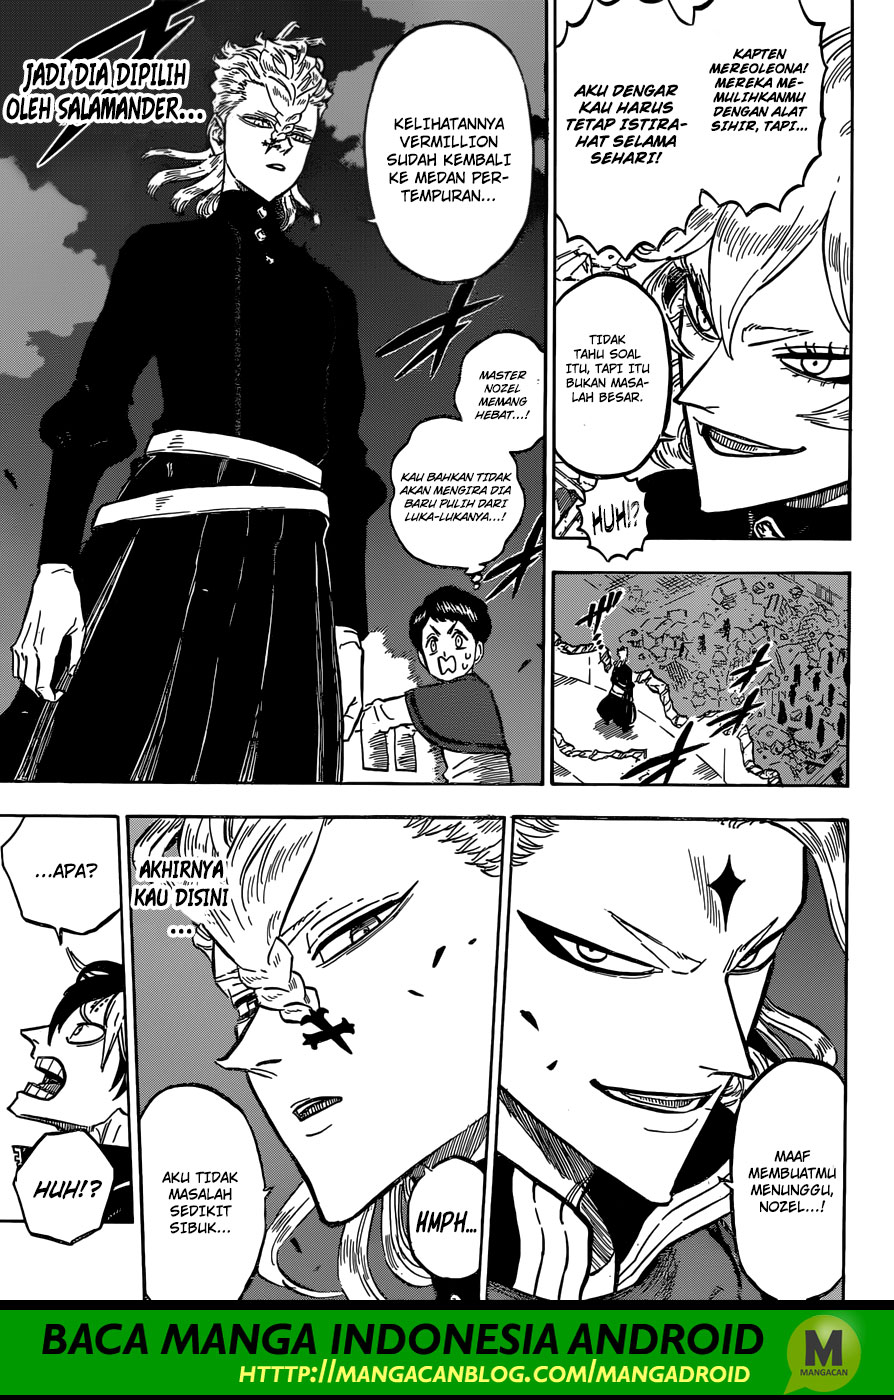 KAPTEN
MEREOLEONA!
MEREKA ME-
MULIHKANMU
DENGAN ALAT
SIHIR, TAPI...
AKU DENGAR
KAU HARUS
TETAP ISTIRA-
HAT SELAMA
SEHARI!
TIDAK
TAHU SOAL
ITU, TAPI ITU
BUKAN MASA-
LAH BESAR.
HUH!?
KELIHATANNYA
VERMILLION
SUDAH KEMBALI
KE MEDAN PER-
TEMPURAN...
JADI DIA DIPILIH
OLEH SALAMANDER...
MASTER
NOZEL
MEMANG
HEBAT...!
KAU BAHKAN TIDAK
AKAN MENGIRA DIA
BARU PULIH DARI
LUKA-LUKANYA...!
MAAF
MEMBUATMU
MENUNGGU,
NOZEL...!
HMPH...
AKHIRNYA
KAU DISINI
...
AKU TIDAK
MASALAH
SEDIKIT
SIBUK...
...APA?
HUH!?
BACA MANGA INDONESIA ANDROID
HTTTP://MANGACANBLOG.COM/MANGADROID
M
MANGACAN